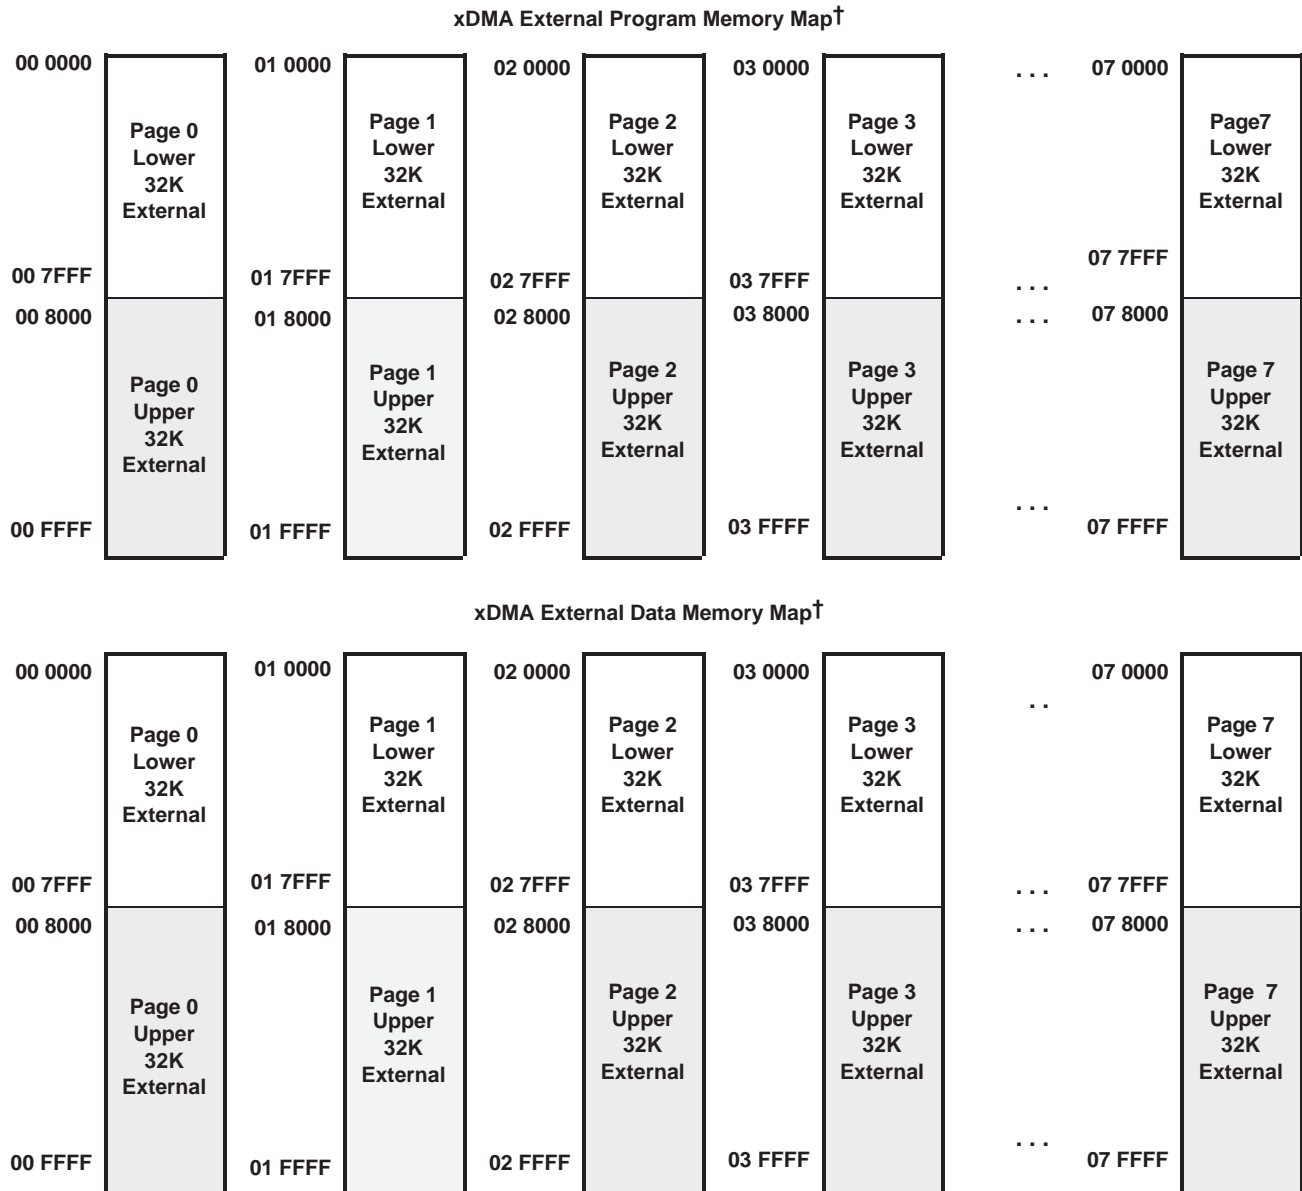 xDMA External Program Memory Map†
00 0000 01 0000 02 0000 03 0000 . . . 07 0000
Page 0 Page 1 Page 2 Page 3 Page7
Lower Lower Lower Lower Lower
32K 32K 32K 32K 32K
External External External External External
00 7FFF 01 7FFF 02 7FFF 03 7FFF . . . 07 7FFF
00 8000 01 8000 02 8000 03 8000 . . . 07 8000
Page 0 Page 1 Page 2 Page 3 Page 7
Upper Upper Upper Upper Upper
32K 32K 32K 32K 32K
External External External External External
00 FFFF 01 FFFF 02 FFFF 03 FFFF . . . 07 FFFF
xDMA External Data Memory Map†
00 0000 01 0000 02 0000 03 0000 . . 07 0000
Page 0 Page 1 Page 2 Page 3 Page 7
Lower Lower Lower Lower Lower
32K 32K 32K 32K 32K
External External External External External
00 7FFF 01 7FFF 02 7FFF 03 7FFF . . . 07 7FFF
00 8000 01 8000 02 8000 03 8000 . . . 07 8000
Page 0 Page 1 Page 2 Page 3 Page 7
Upper Upper Upper Upper Upper
32K 32K 32K 32K 32K
External External External External External
00 FFFF 01 FFFF 02 FFFF 03 FFFF . . . 07 FFFF